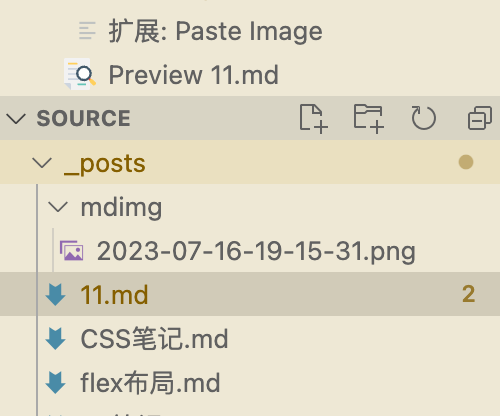 扩展: Paste Image
Preview 11.md
SOURCE
_posts
mdimg
2023-07-16-19-15-31.png
11.md 2
CSS笔记.md
flex布局.md